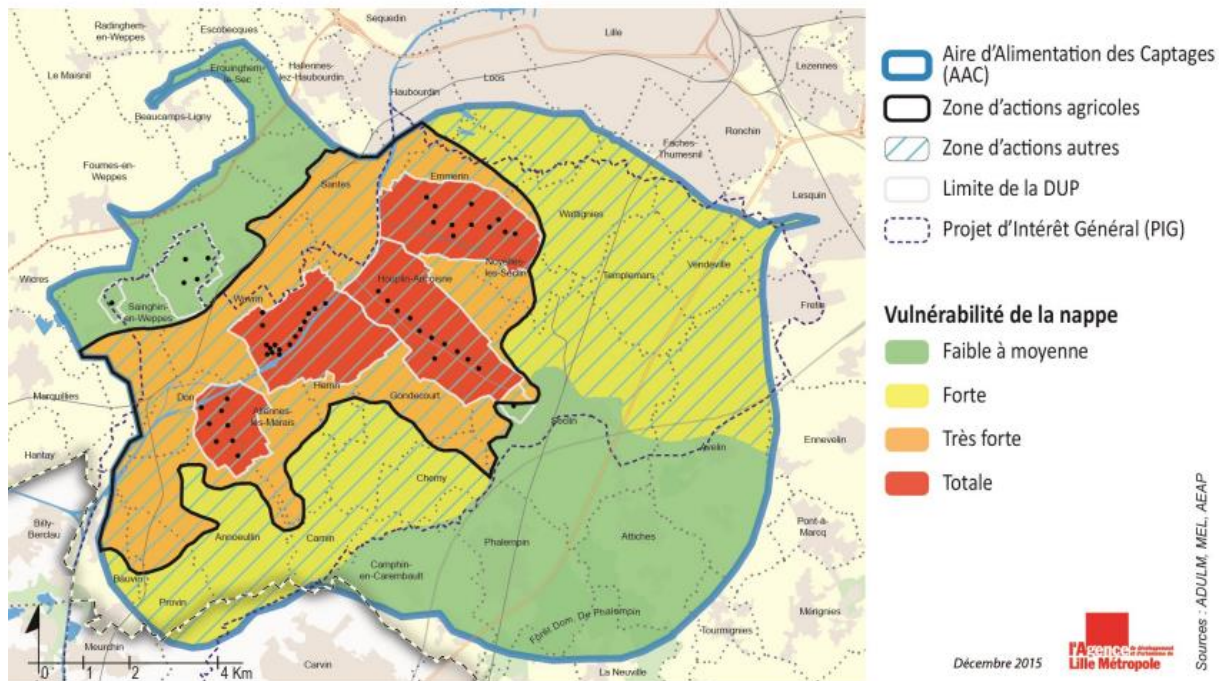 Radinghem-
en-Weppes
Escobecques
Sequedin
Lille
Le Maisnil
Erquinghem-
le-Sec
Hallennes-
lez-Haubourdin
Loos
Lezennes
Beaucamps-Ligny
Haubourdin
Ronchin
Fournes-en-
Weppes
Faches-
Thumesnil
Santes
Emmerin
Lesquin
Wattignies
Wicres
Noyelles-
les-Seclin
Houplin-Ancoisne
Templemars
Vendeville
Sainghin-
en-Weppes
Wavrin
Fretin
Marquillies
Don
Herrin
Gondecourt
Allennes-
les-Marais
Seclin
Avelin
Ennevelin
Hantay
Chemy
Billy-
Berclau
Annoeullin
Carnin
Phalempin
Attiches
Pont-à-
Marcq
Camphin-
en-Carembault
Bauvin
Provin
Forêt Dom. De Phalempin
Mérignies
Tourmignies
Meurchin
Carvin
La Neuville
0 1 2 4 Km
Aire d'Alimentation des Captages
(AAC)
Zone d'actions agricoles
Zone d'actions autres
Limite de la DUP
Projet d'Intérêt Général (PIG)
Vulnérabilité de la nappe
Faible à moyenne
Forte
Très forte
Totale
Décembre 2015
l'Agence de développement
et d'urbanisme de
Lille Métropole
Sources : ADULM, MEL, AEAP